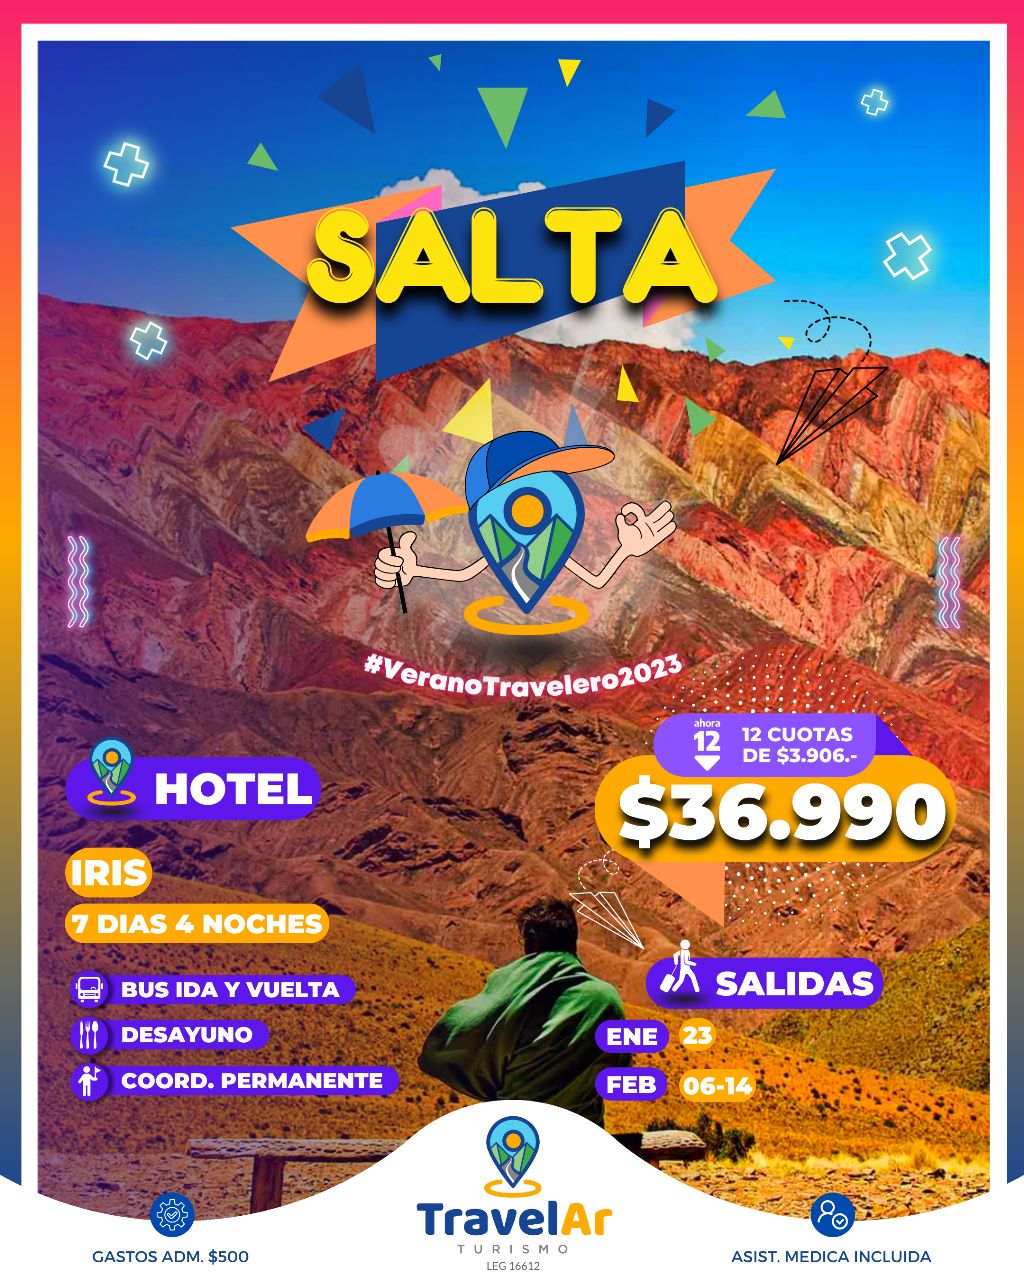 SALTA
#VeranoTravelero2023
ahora
12
12 CUOTAS
DE $3.906.-
$36.990
HOTEL
IRIS
7 DIAS 4 NOCHES
BUS IDA Y VUELTA
DESAYUNO
COORD. PERMANENTE
SALIDAS
ENE 23
FEB 06-14
TravelAr
TURISMO
LEG 16612
GASTOS ADM. $500
ASIST. MEDICA INCLUIDA